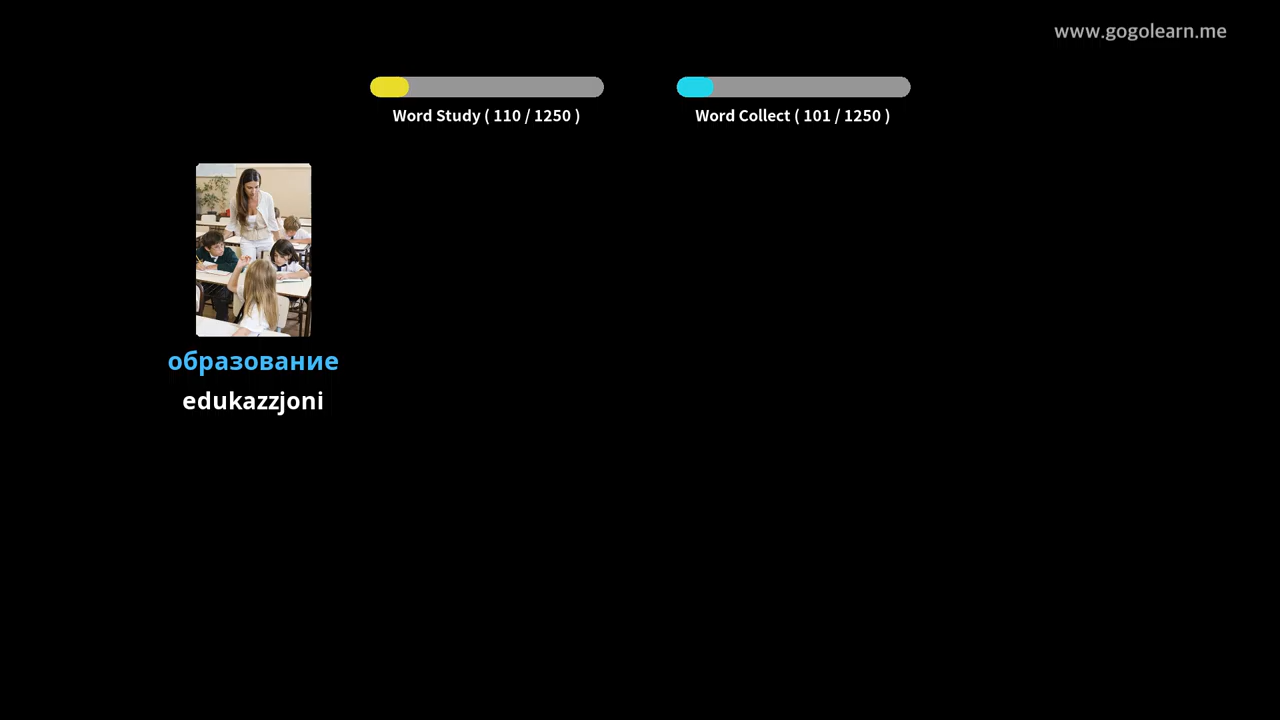 www.gogolearn.me
Word Study ( 110 / 1250 )
Word Collect ( 101 / 1250 )
образование
edukazzjoni